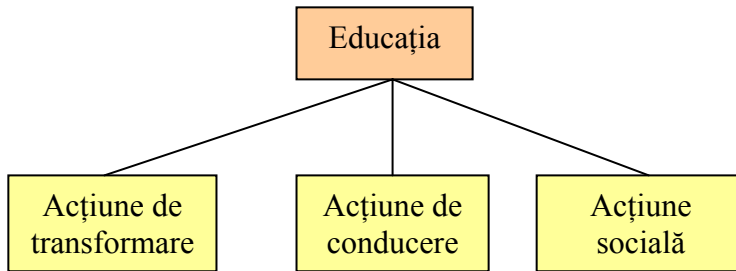 Educația
Acțiune de
transformare
Acțiune de
conducere
Acțiune
socială